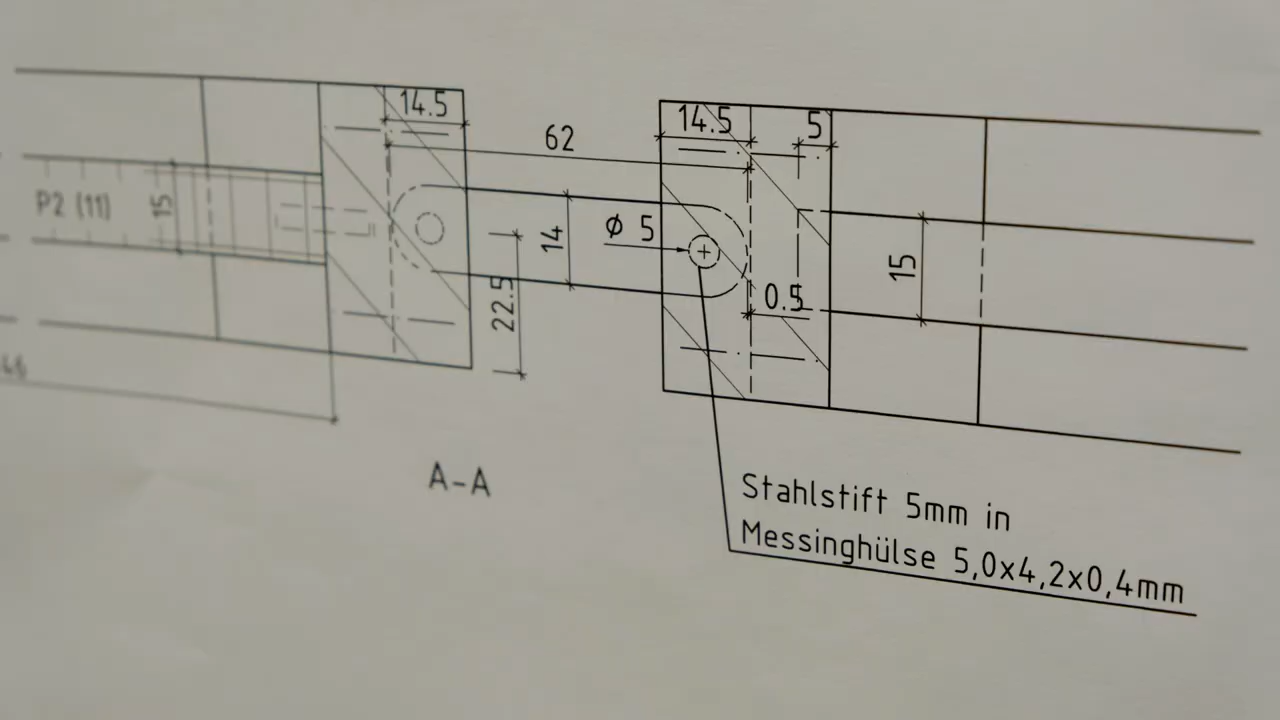 14.5
62
14.5
5
P2 (11)
15
14
Ø 5
15
22.5
0.5
46
A-A
Stahlstift 5mm in
Messinghülse 5,0x4,2x0,4mm